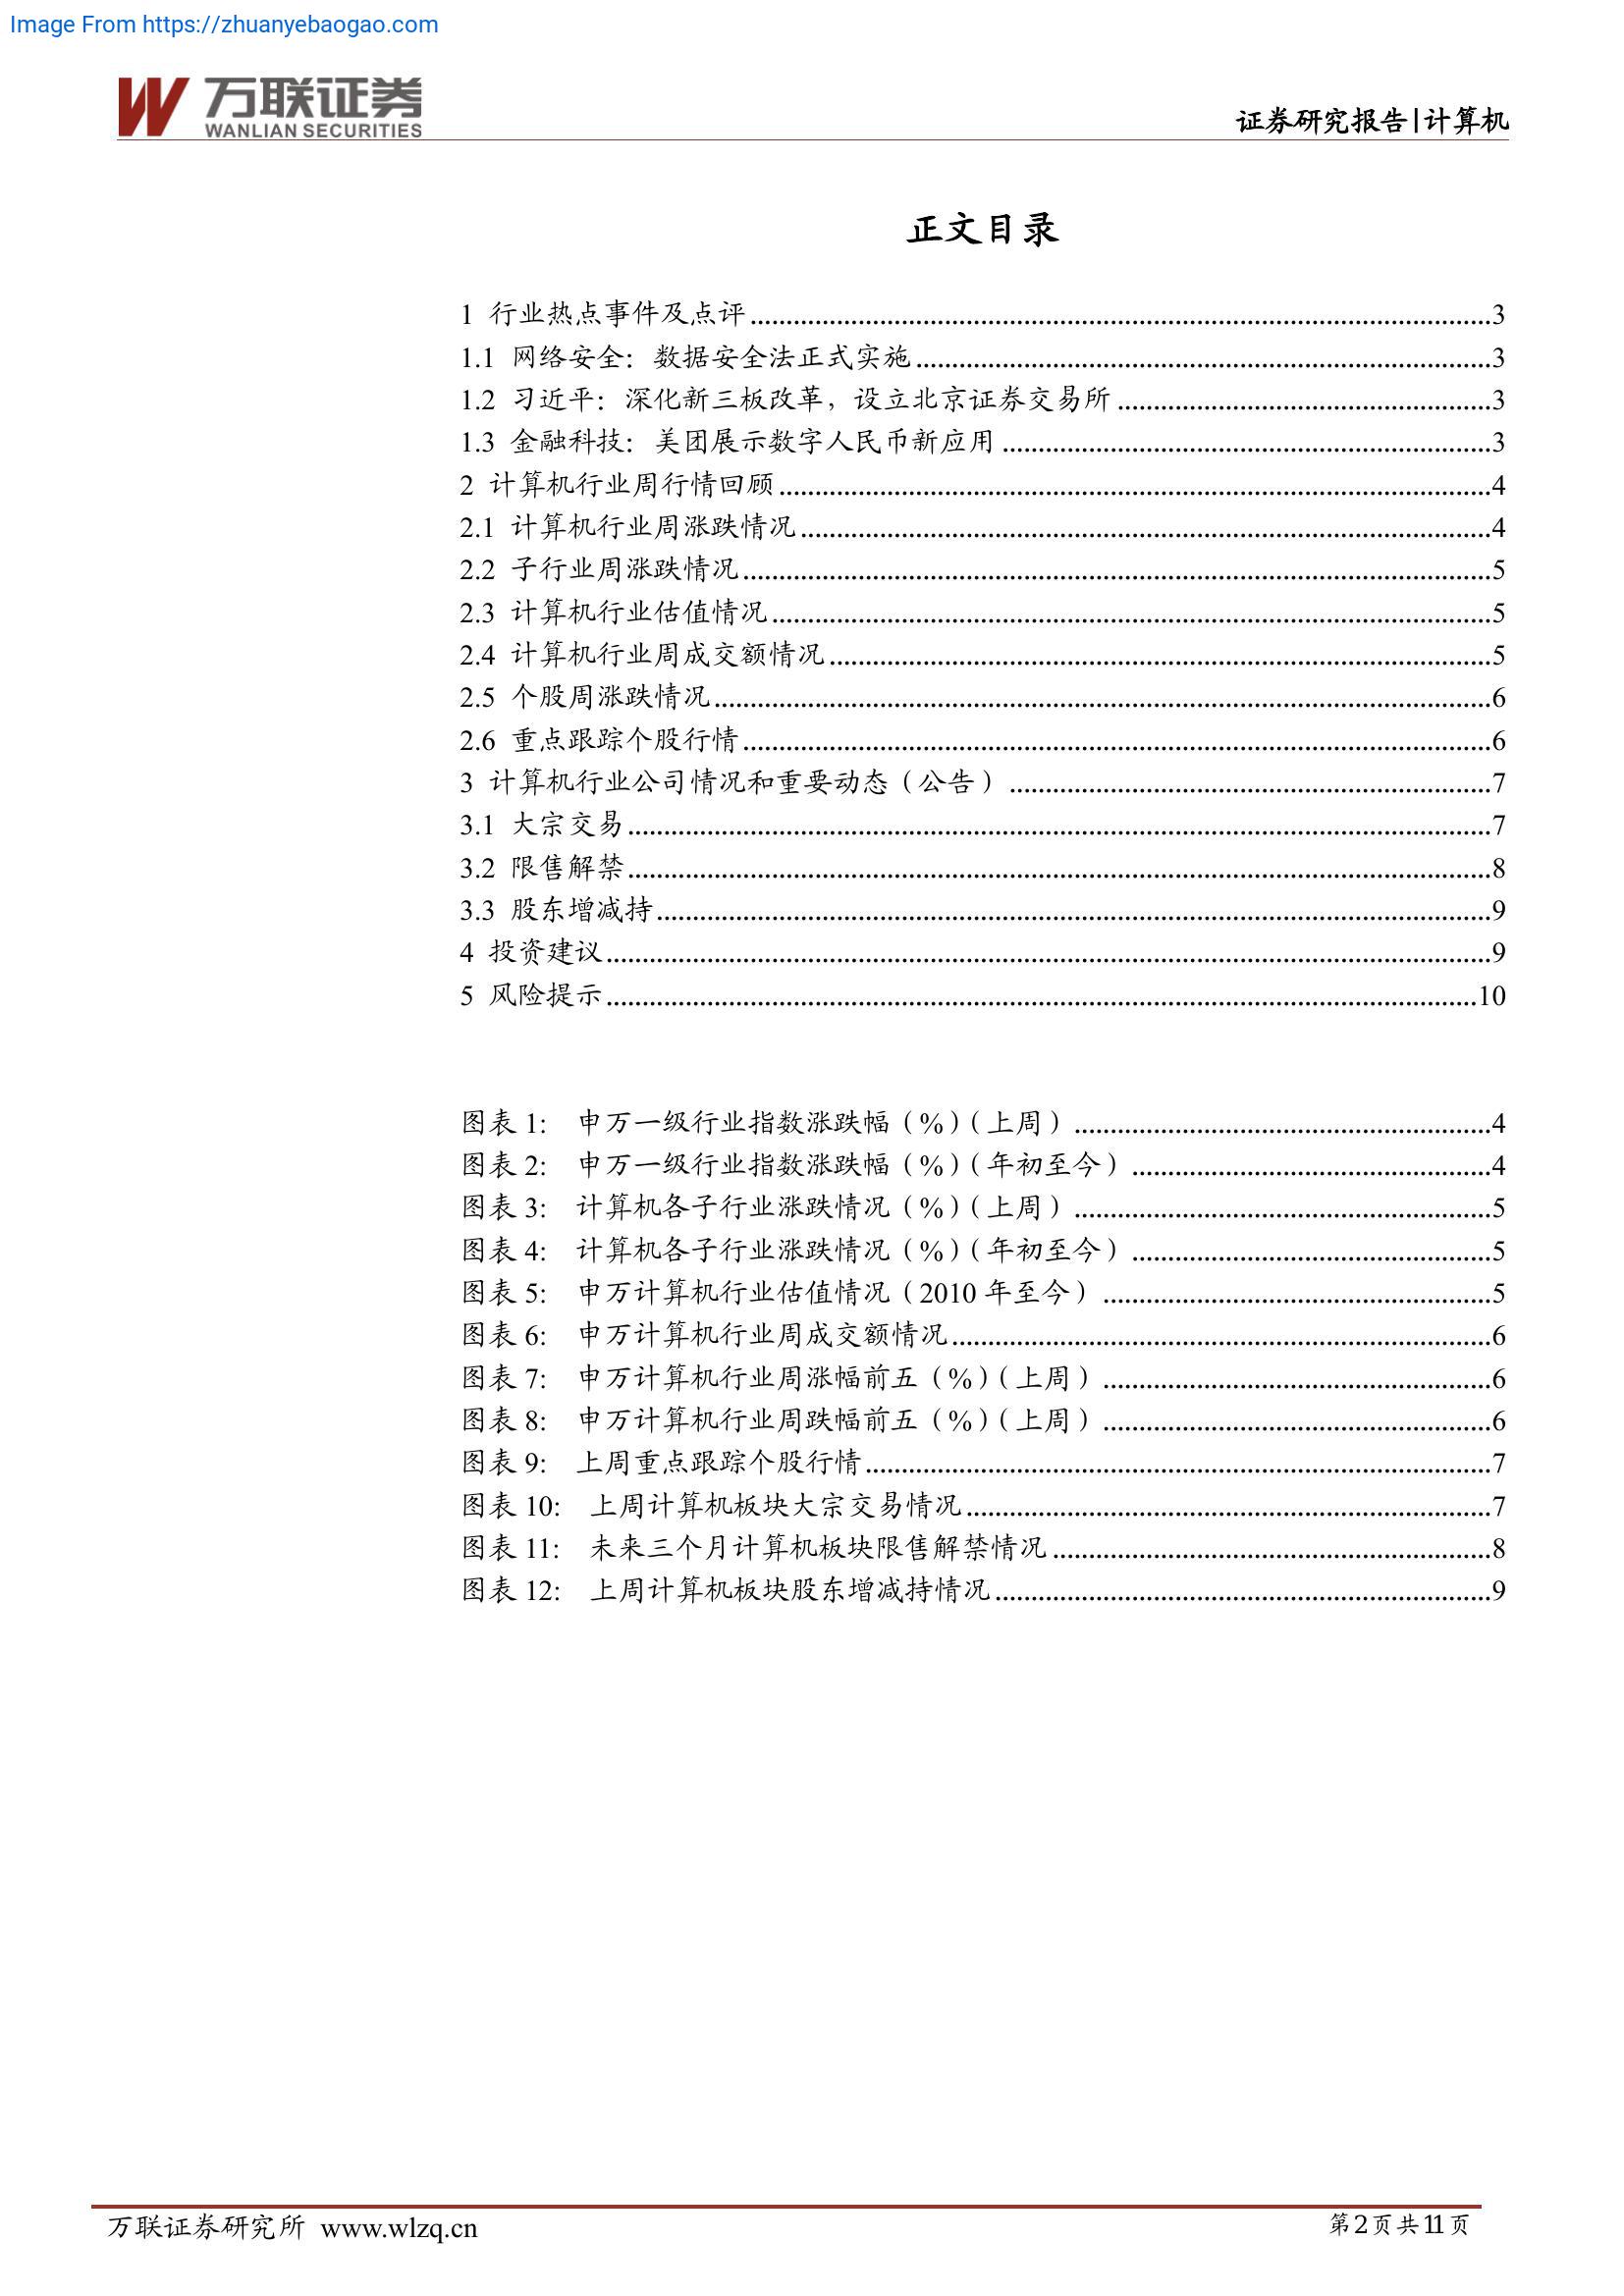 Image From https://zhuanyebaogao.com
万联证券
WANLIAN SECURITIES
证券研究报告|计算机
正文目录
1 行业热点事件及点评...3
1.1 网络安全：数据安全法正式实施...3
1.2 习近平：深化新三板改革，设立北京证券交易所...3
1.3 金融科技：美团展示数字人民币新应用...3
2 计算机行业周行情回顾...4
2.1 计算机行业周涨跌情况...4
2.2 子行业周涨跌情况...5
2.3 计算机行业估值情况...5
2.4 计算机行业周成交额情况...5
2.5 个股周涨跌情况...6
2.6 重点跟踪个股行情...6
3 计算机行业公司情况和重要动态（公告）...7
3.1 大宗交易...7
3.2 限售解禁...8
3.3 股东增减持...9
4 投资建议...9
5 风险提示...10
图表 1： 申万一级行业指数涨跌幅（%）（上周）...4
图表 2： 申万一级行业指数涨跌幅（%）（年初至今）...4
图表 3： 计算机各子行业涨跌情况（%）（上周）...5
图表 4： 计算机各子行业涨跌情况（%）（年初至今）...5
图表 5： 申万计算机行业估值情况（2010 年至今）...5
图表 6： 申万计算机行业周成交额情况...6
图表 7： 申万计算机行业周涨幅前五（%）（上周）...6
图表 8： 申万计算机行业周跌幅前五（%）（上周）...6
图表 9： 上周重点跟踪个股行情...7
图表 10： 上周计算机板块大宗交易情况...7
图表 11： 未来三个月计算机板块限售解禁情况...8
图表 12： 上周计算机板块股东增减持情况...9
万联证券研究所 www.wlzq.cn
第 2 页 共 11 页